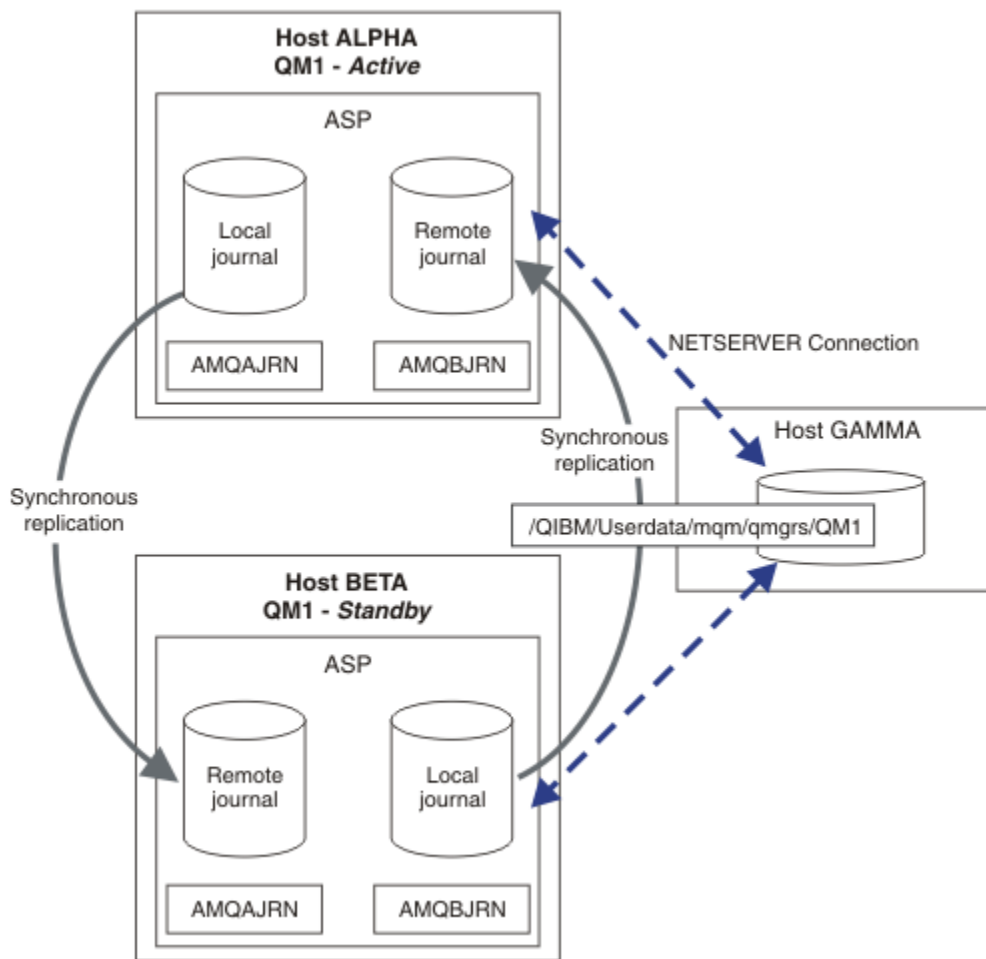 Host ALPHA
QM1 - Active
ASP
Local
journal
Remote
journal
AMQAJRN
AMQBJRN
NETSERVER Connection
Host GAMMA
/QIBM/Userdata/mqm/qmgrs/QM1
Synchronous
replication
Synchronous
replication
Host BETA
QM1 - Standby
ASP
Remote
journal
Local
journal
AMQAJRN
AMQBJRN